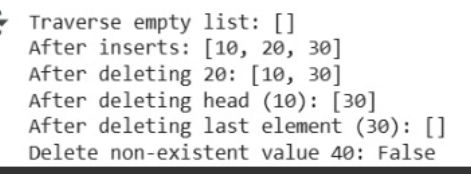 Traverse empty list: []
After inserts: [10, 20, 30]
After deleting 20: [10, 30]
After deleting head (10): [30]
After deleting last element (30): []
Delete non-existent value 40: False